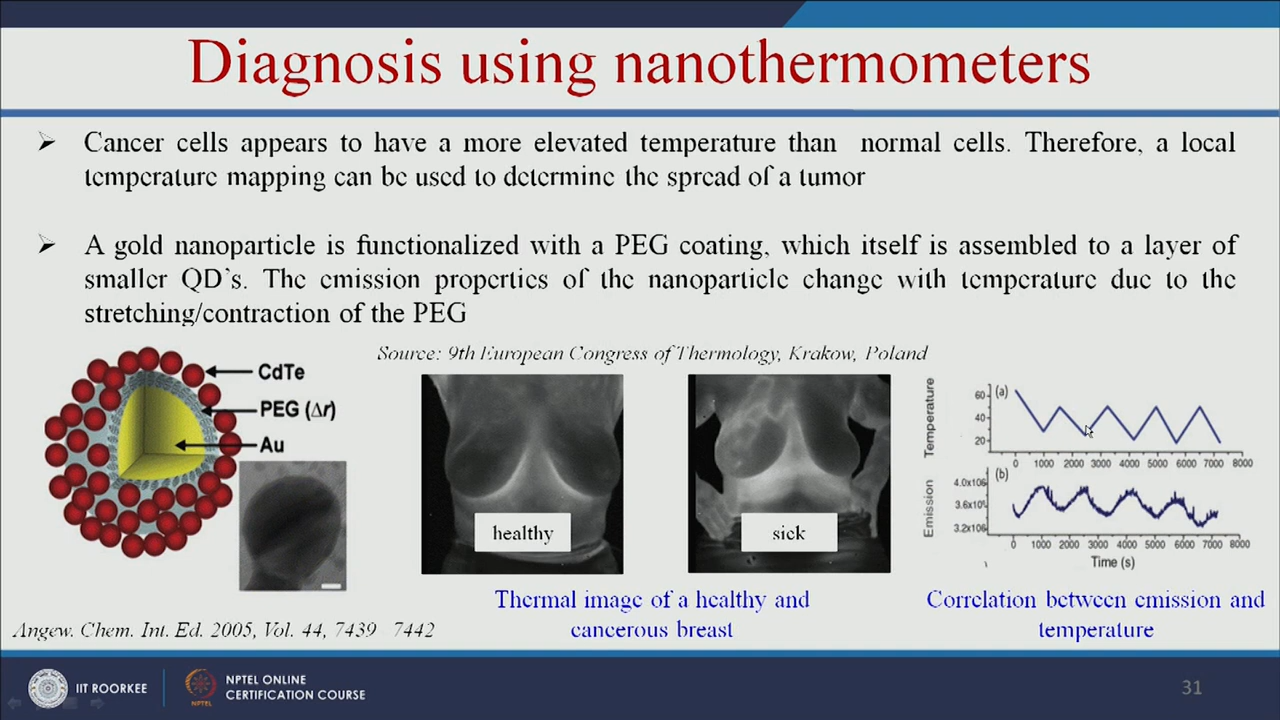 Diagnosis using nanothermometers
➢ Cancer cells appears to have a more elevated temperature than normal cells. Therefore, a local
temperature mapping can be used to determine the spread of a tumor
➢ A gold nanoparticle is functionalized with a PEG coating, which itself is assembled to a layer of
smaller QD's. The emission properties of the nanoparticle change with temperature due to the
stretching/contraction of the PEG
Source: 9th European Congress of Thermology, Krakow, Poland
CdTe
PEG (Δr)
Au
healthy
sick
Temperature
(a)
60
40
20
0 1000 2000 3000 4000 5000 6000 7000 8000
Emission
(b)
4.0x10⁶
3.6x10⁶
3.2x10⁶
0 1000 2000 3000 4000 5000 6000 7000 8000
Time (s)
Thermal image of a healthy and
cancerous breast
Correlation between emission and
temperature
Angew. Chem. Int. Ed. 2005, Vol. 44, 7439 7442
IIT ROORKEE
NPTEL
NPTEL ONLINE
CERTIFICATION COURSE
31